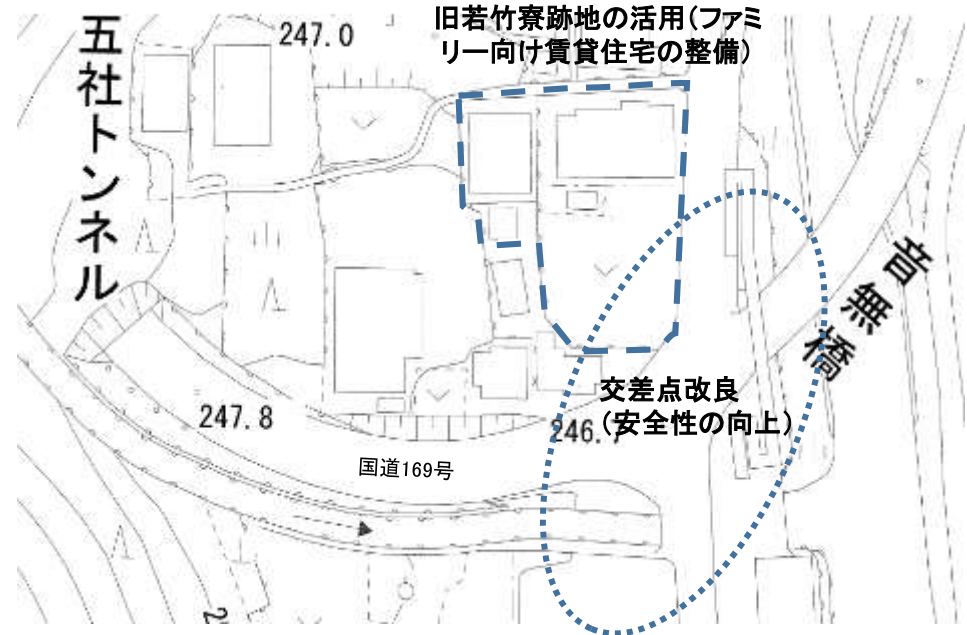 旧若竹寮跡地の活用(ファミ
リー向け賃貸住宅の整備)
五社トンネル
247.0
音無橋
交差点改良
(安全性の向上)
247.8
246.7
国道169号